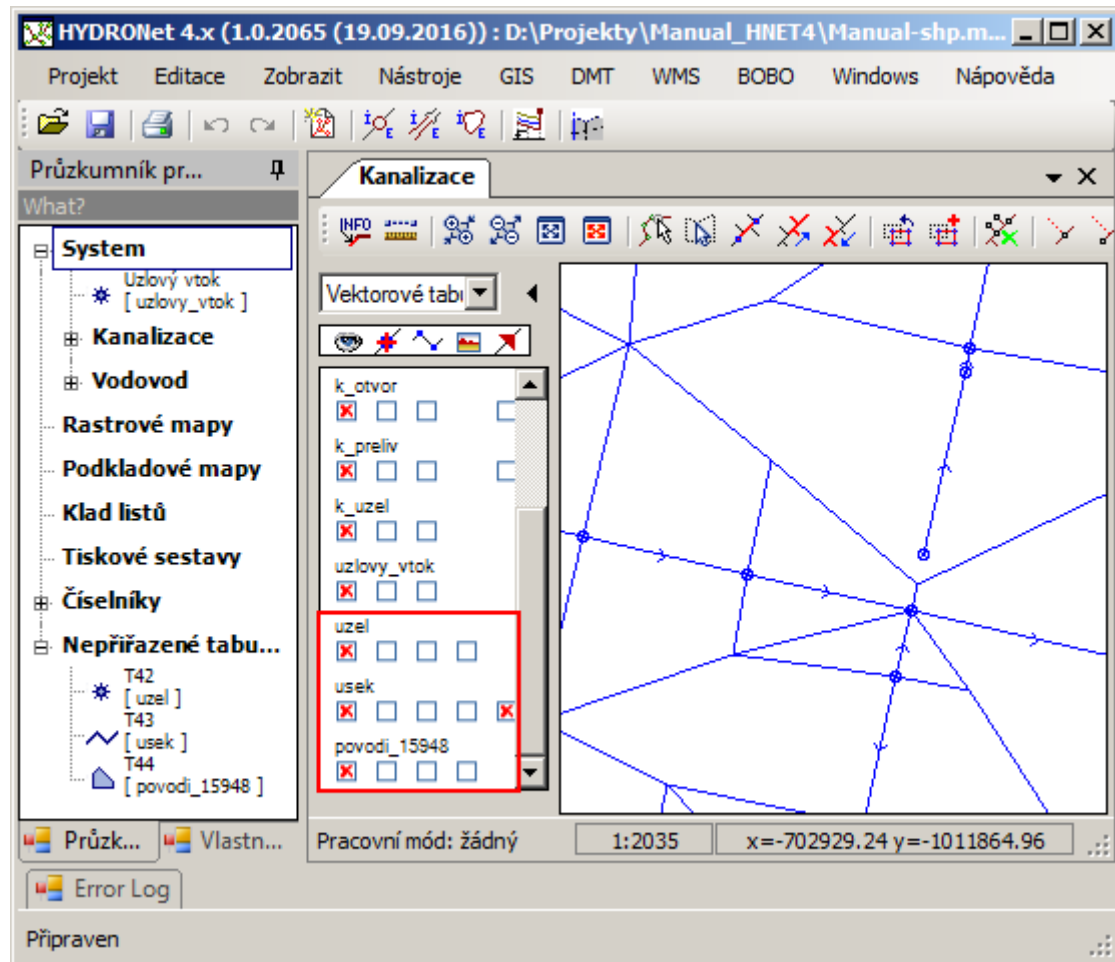 HYDRONet 4.x (1.0.2065 (19.09.2016)) : D:\Projekty\Manual_HNET4\Manual-shp.m...
Projekt Editace Zobrazit Nástroje GIS DMT WMS BOBO Windows Nápověda
Průzkumník pr...
What?
System
Uzlový vtok
[ uzlovy_vtok ]
Kanalizace
Vodovod
Rastrové mapy
Podkladové mapy
Klad listů
Tiskové sestavy
Číselníky
Nepřiřazené tabu...
T42
[ uzel ]
T43
[ usek ]
T44
[ povodi_15948 ]
Průzk... Vlastn...
Kanalizace
INFO
Vektorové tabu
k_otvor
k_preliv
k_uzel
uzlovy_vtok
uzel
usek
povodi_15948
Pracovní mód: žádný 1:2035 x=-702929.24 y=-1011864.96
Error Log
Připraven